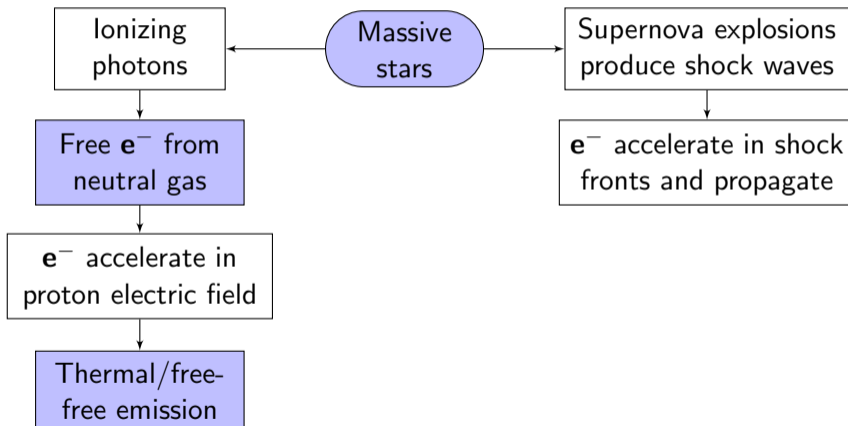 Ionizing
photons
Massive
stars
Supernova explosions
produce shock waves
Free e⁻ from
neutral gas
e⁻ accelerate in shock
fronts and propagate
e⁻ accelerate in
proton electric field
Thermal/free-
free emission